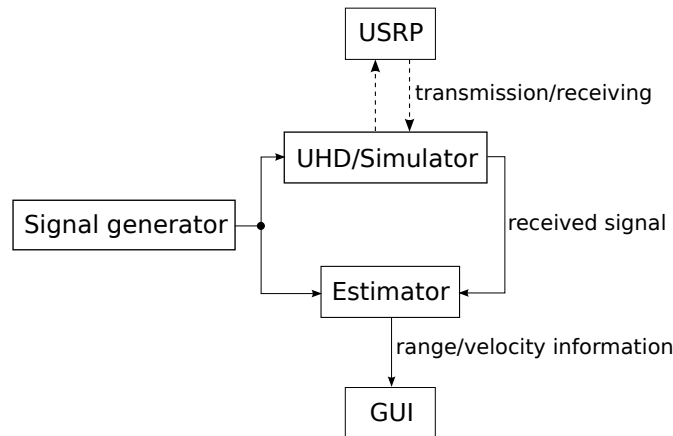 USRP
transmission/receiving
UHD/Simulator
Signal generator
received signal
Estimator
range/velocity information
GUI